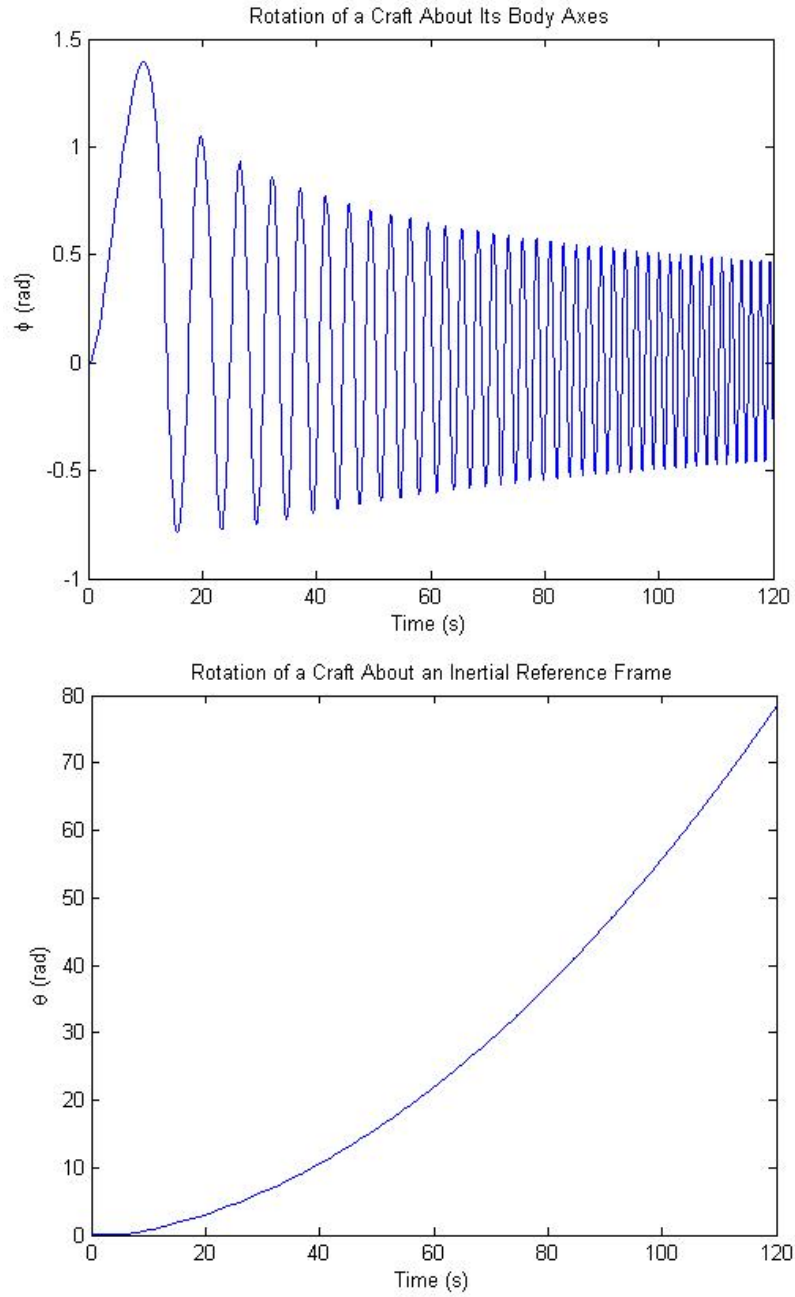 Rotation of a Craft About Its Body Axes
1.5
1
0.5
0
-0.5
-1
ϕ (rad)
0 20 40 60 80 100 120
Time (s)
Rotation of a Craft About an Inertial Reference Frame
80
70
60
50
40
30
20
10
0
θ (rad)
0 20 40 60 80 100 120
Time (s)